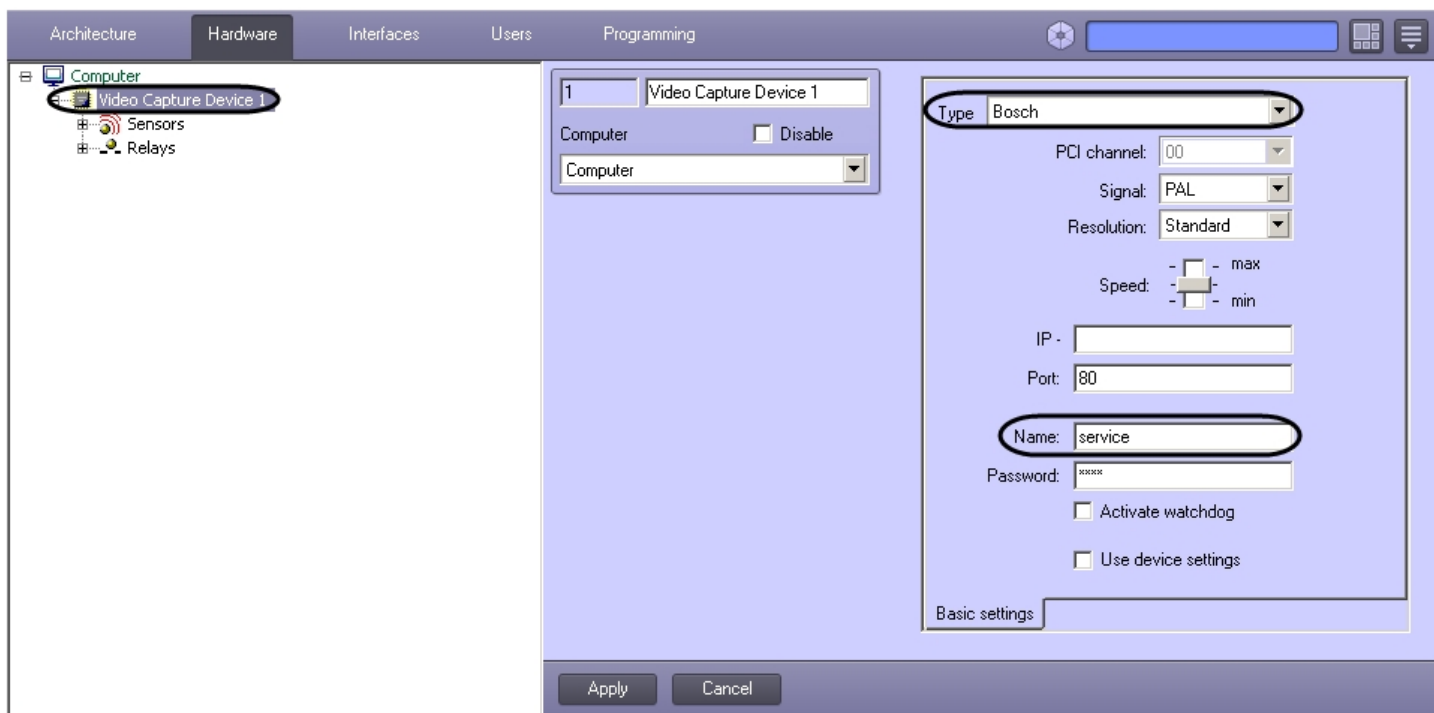 Architecture Hardware Interfaces Users Programming
Computer
Video Capture Device 1
Sensors
Relays
1 Video Capture Device 1
Computer Disable
Computer
Type Bosch
PCI channel: 00
Signal: PAL
Resolution: Standard
- - max
Speed: - -
- - min
IP -
Port: 80
Name: service
Password: ****
Activate watchdog
Use device settings
Basic settings
Apply Cancel